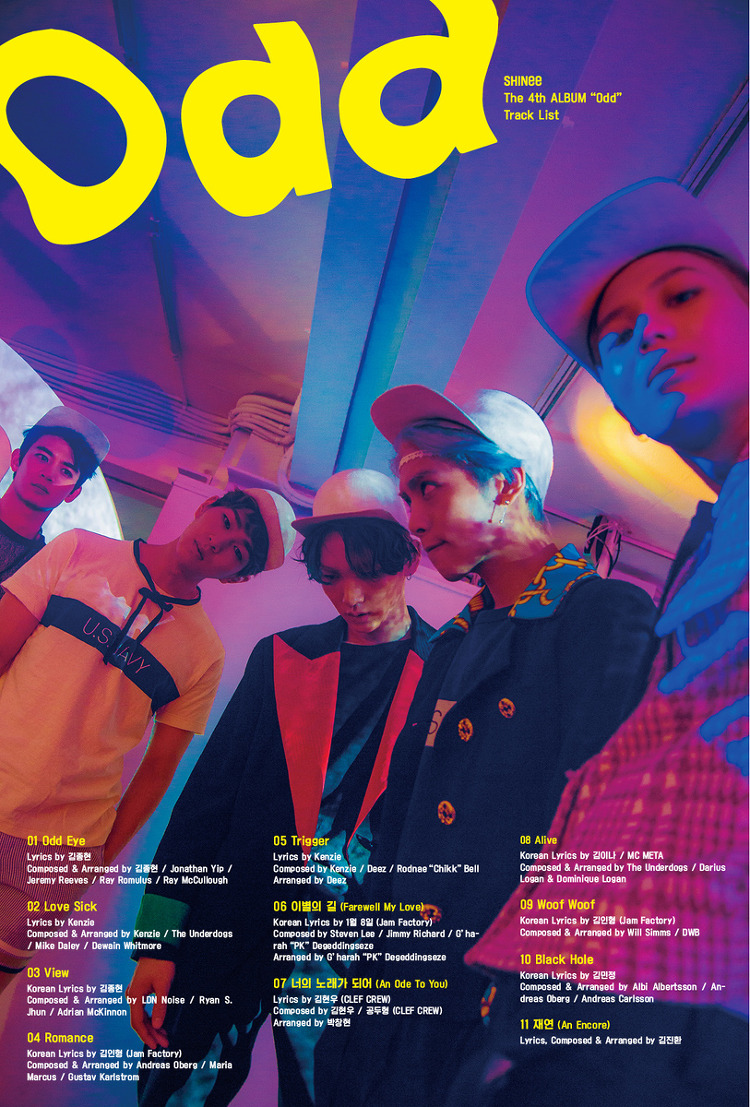 Odd
SHINee
The 4th ALBUM “Odd”
Track List
U.S. NAVY
01 Odd Eye
Lyrics by 김종현
Composed & Arranged by 김종현 / Jonathan Yip /
Jeremy Reeves / Ray Romulus / Ray McCullough
02 Love Sick
Lyrics by Kenzie
Composed & Arranged by Kenzie / The Underdogs
/ Mike Daley / Dewain Whitmore
03 View
Korean Lyrics by 김종현
Composed & Arranged by LDN Noise / Ryan S.
Jhun / Adrian McKinnon
04 Romance
Korean Lyrics by 김인형 (Jam Factory)
Composed & Arranged by Andreas Oberg / Maria
Marcus / Gustav Karlstrom
05 Trigger
Lyrics by Kenzie
Composed by Kenzie / Deez / Rodnae “Chikk” Bell
Arranged by Deez
06 이별의 길 (Farewell My Love)
Korean Lyrics by 1월 8일 (Jam Factory)
Composed by Steven Lee / Jimmy Richard / G’ha-
rah “PK” Degeddingseze
Arranged by G’harah “PK” Degeddingseze
07 너의 노래가 되어 (An Ode To You)
Lyrics by 김현우 (CLEF CREW)
Composed by 김현우 / 공두형 (CLEF CREW)
Arranged by 박창현
08 Alive
Korean Lyrics by 김이나 / MC META
Composed & Arranged by The Underdogs / Darius
Logan & Dominique Logan
09 Woof Woof
Korean Lyrics by 김인형 (Jam Factory)
Composed & Arranged by Will Simms / DWB
10 Black Hole
Korean Lyrics by 김민정
Composed & Arranged by Albi Albertsson / An-
dreas Oberg / Andreas Carlsson
11 재연 (An Encore)
Lyrics, Composed & Arranged by 김진환